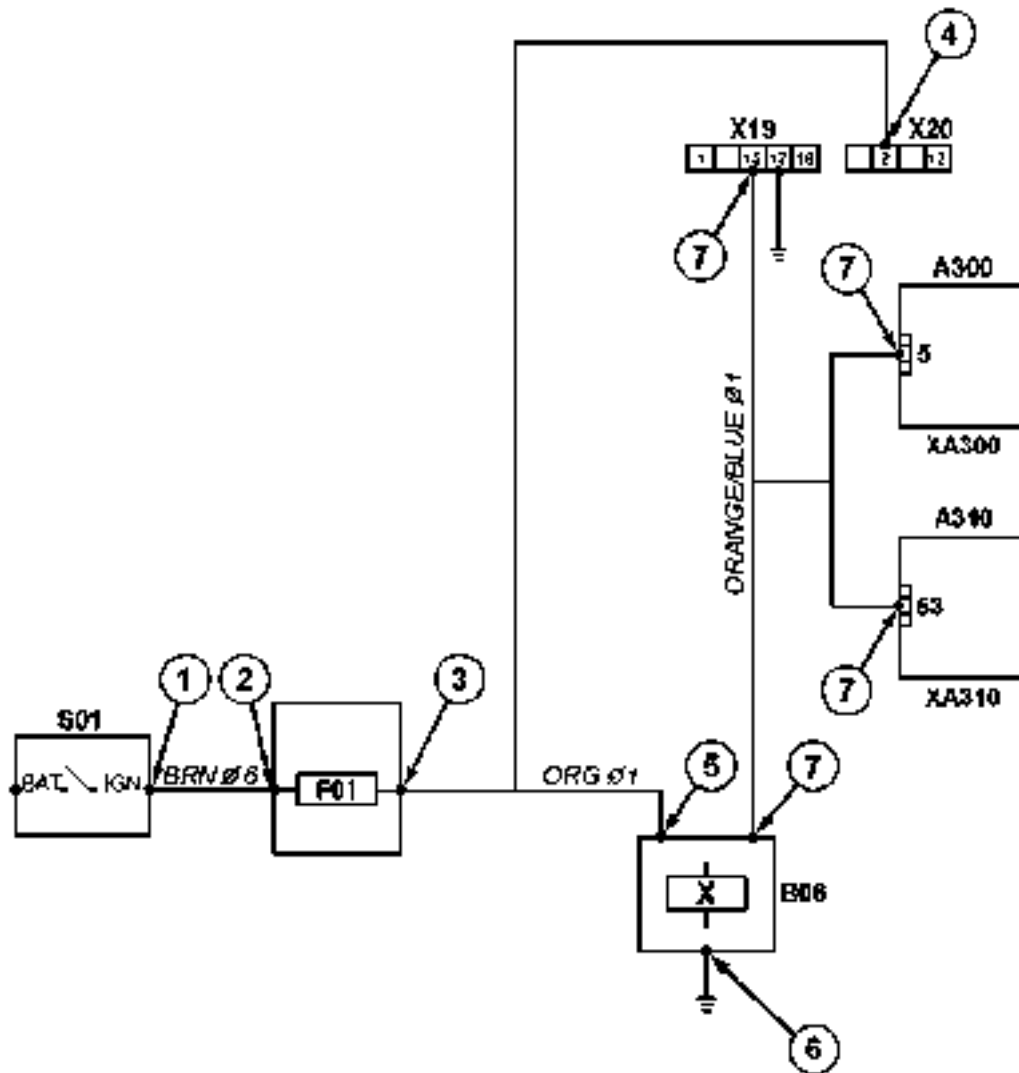 4
X19
X20
1 15 17 18
2 12
7
7
A300
5
XA300
ORANGE/BLUE Ø1
A310
63
XA310
7
1
2
3
S01
BAT. IGN
BRN Ø6
F01
ORG Ø1
5
7
X
B06
6